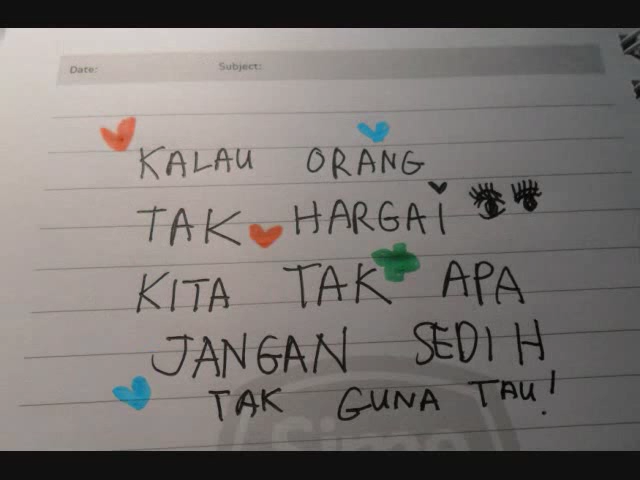 Date: Subject:
KALAU ORANG
TAK HARGAI
KITA TAK APA
JANGAN SEDIH
TAK GUNA TAU!